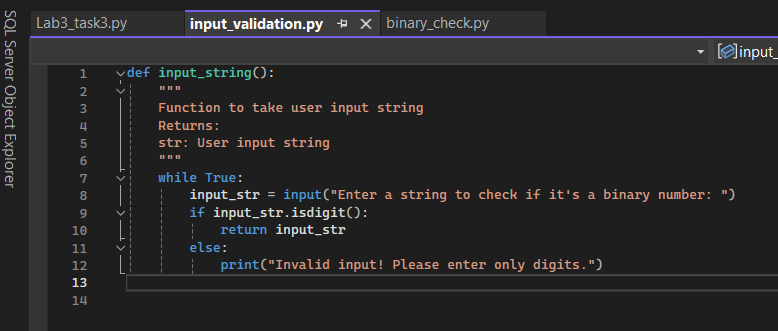 SQL Server Object Explorer
Lab3_task3.py input_validation.py binary_check.py
input_
1 def input_string():
2 """
3 Function to take user input string
4 Returns:
5 str: User input string
6 """
7 while True:
8 input_str = input("Enter a string to check if it's a binary number: ")
9 if input_str.isdigit():
10 return input_str
11 else:
12 print("Invalid input! Please enter only digits.")
13
14